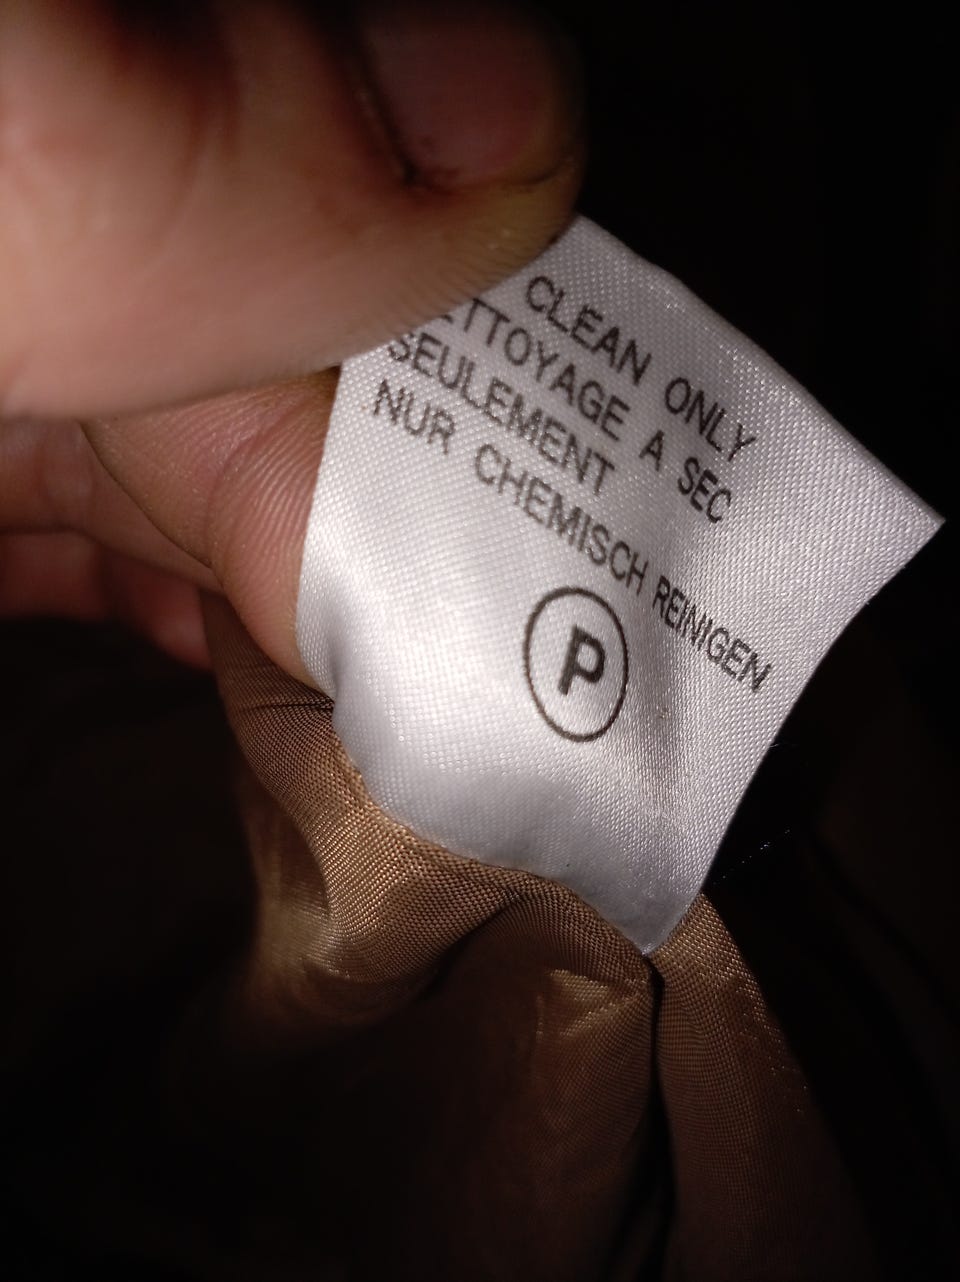 CLEAN ONLY
ETTOYAGE A SEC
SEULEMENT
NUR CHEMISCH REINIGEN
P